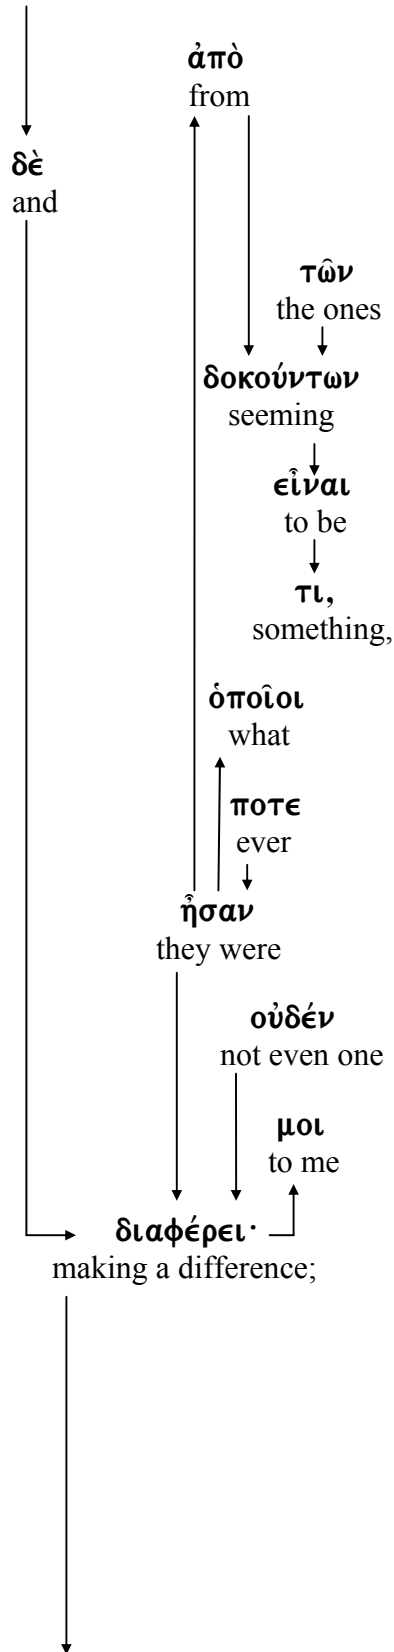 ἀπὸ
from
δὲ
and
τῶν
the ones
δοκούντων
seeming
εἶναι
to be
τι,
something,
ὁποῖοι
what
ποτε
ever
ἦσαν
they were
οὐδέν
not even one
μοι
to me
διαφέρει·
making a difference;